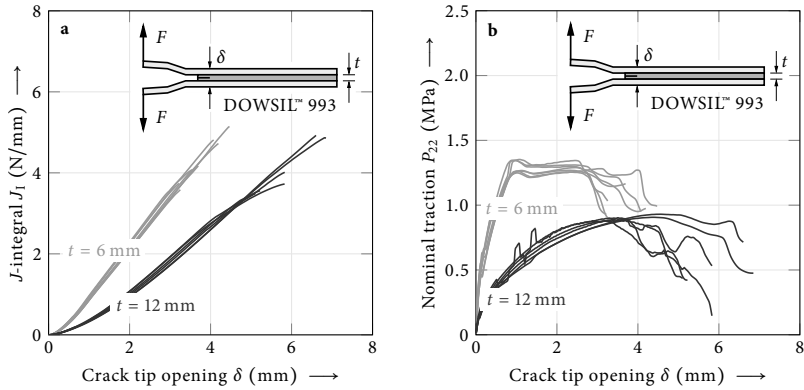 a
F
F
δ
t
DOWSIL™ 993
t = 6 mm
t = 12 mm
8
6
4
2
0
0 2 4 6 8
J-integral J_I (N/mm) ⟶
Crack tip opening δ (mm) ⟶
b
F
F
δ
t
DOWSIL™ 993
t = 6 mm
t = 12 mm
2.5
2.0
1.5
1.0
0.5
0
0 2 4 6 8
Nominal traction P₂₂ (MPa) ⟶
Crack tip opening δ (mm) ⟶